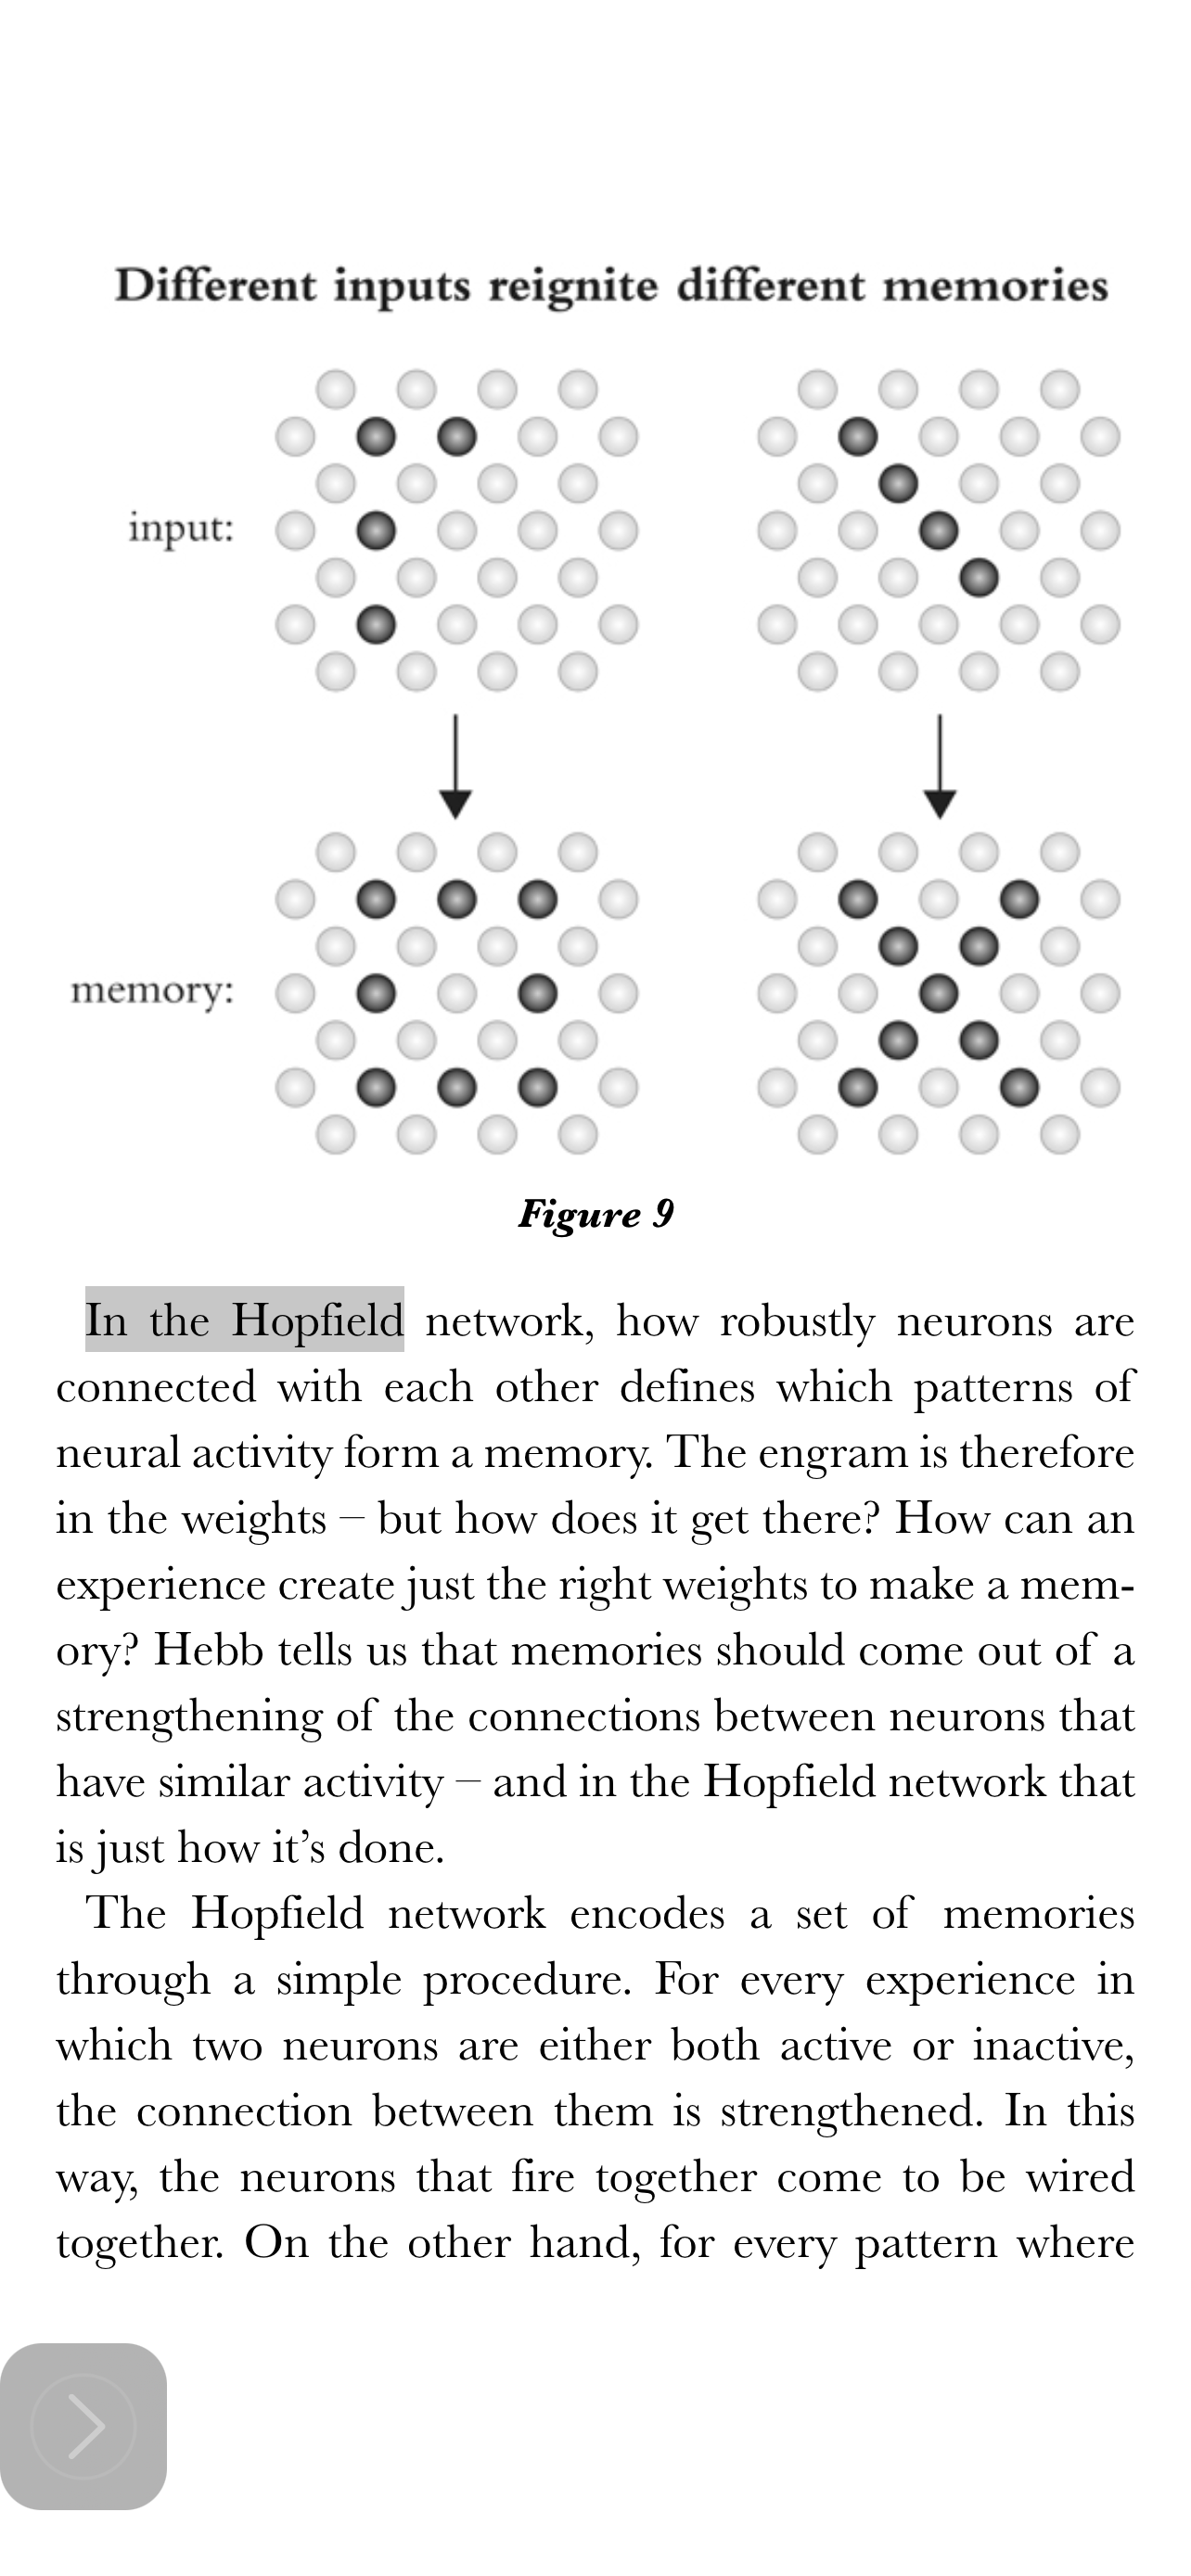 Different inputs reignite different memories
input:
memory:
Figure 9
In the Hopfield network, how robustly neurons are
connected with each other defines which patterns of
neural activity form a memory. The engram is therefore
in the weights – but how does it get there? How can an
experience create just the right weights to make a mem-
ory? Hebb tells us that memories should come out of a
strengthening of the connections between neurons that
have similar activity – and in the Hopfield network that
is just how it’s done.
The Hopfield network encodes a set of memories
through a simple procedure. For every experience in
which two neurons are either both active or inactive,
the connection between them is strengthened. In this
way, the neurons that fire together come to be wired
together. On the other hand, for every pattern where